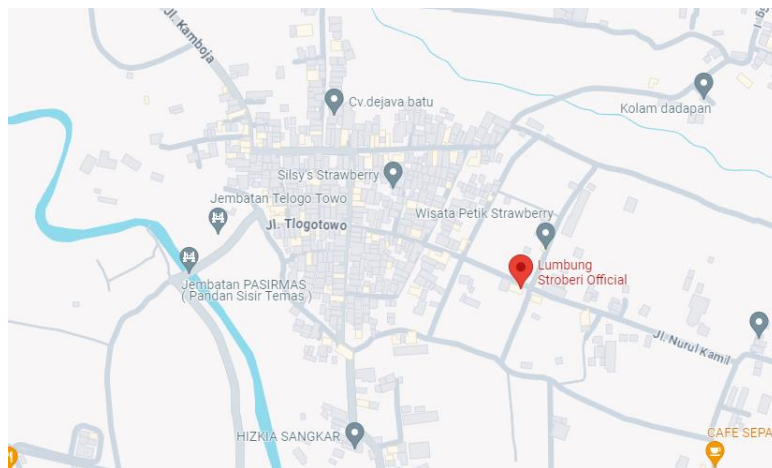 Jl. Kamboja
Cv.dejava batu
Kolam dadapan
Silsy's Strawberry
Jembatan Telogo Towo
Wisata Petik Strawberry
Jl. Tlogotowo
Lumbung
Stroberi Official
Jembatan PASIRMAS
( Pandan Sisir Temas )
Jl. Nurul Kamil
HIZKIA SANGKAR
CAFE SEPA